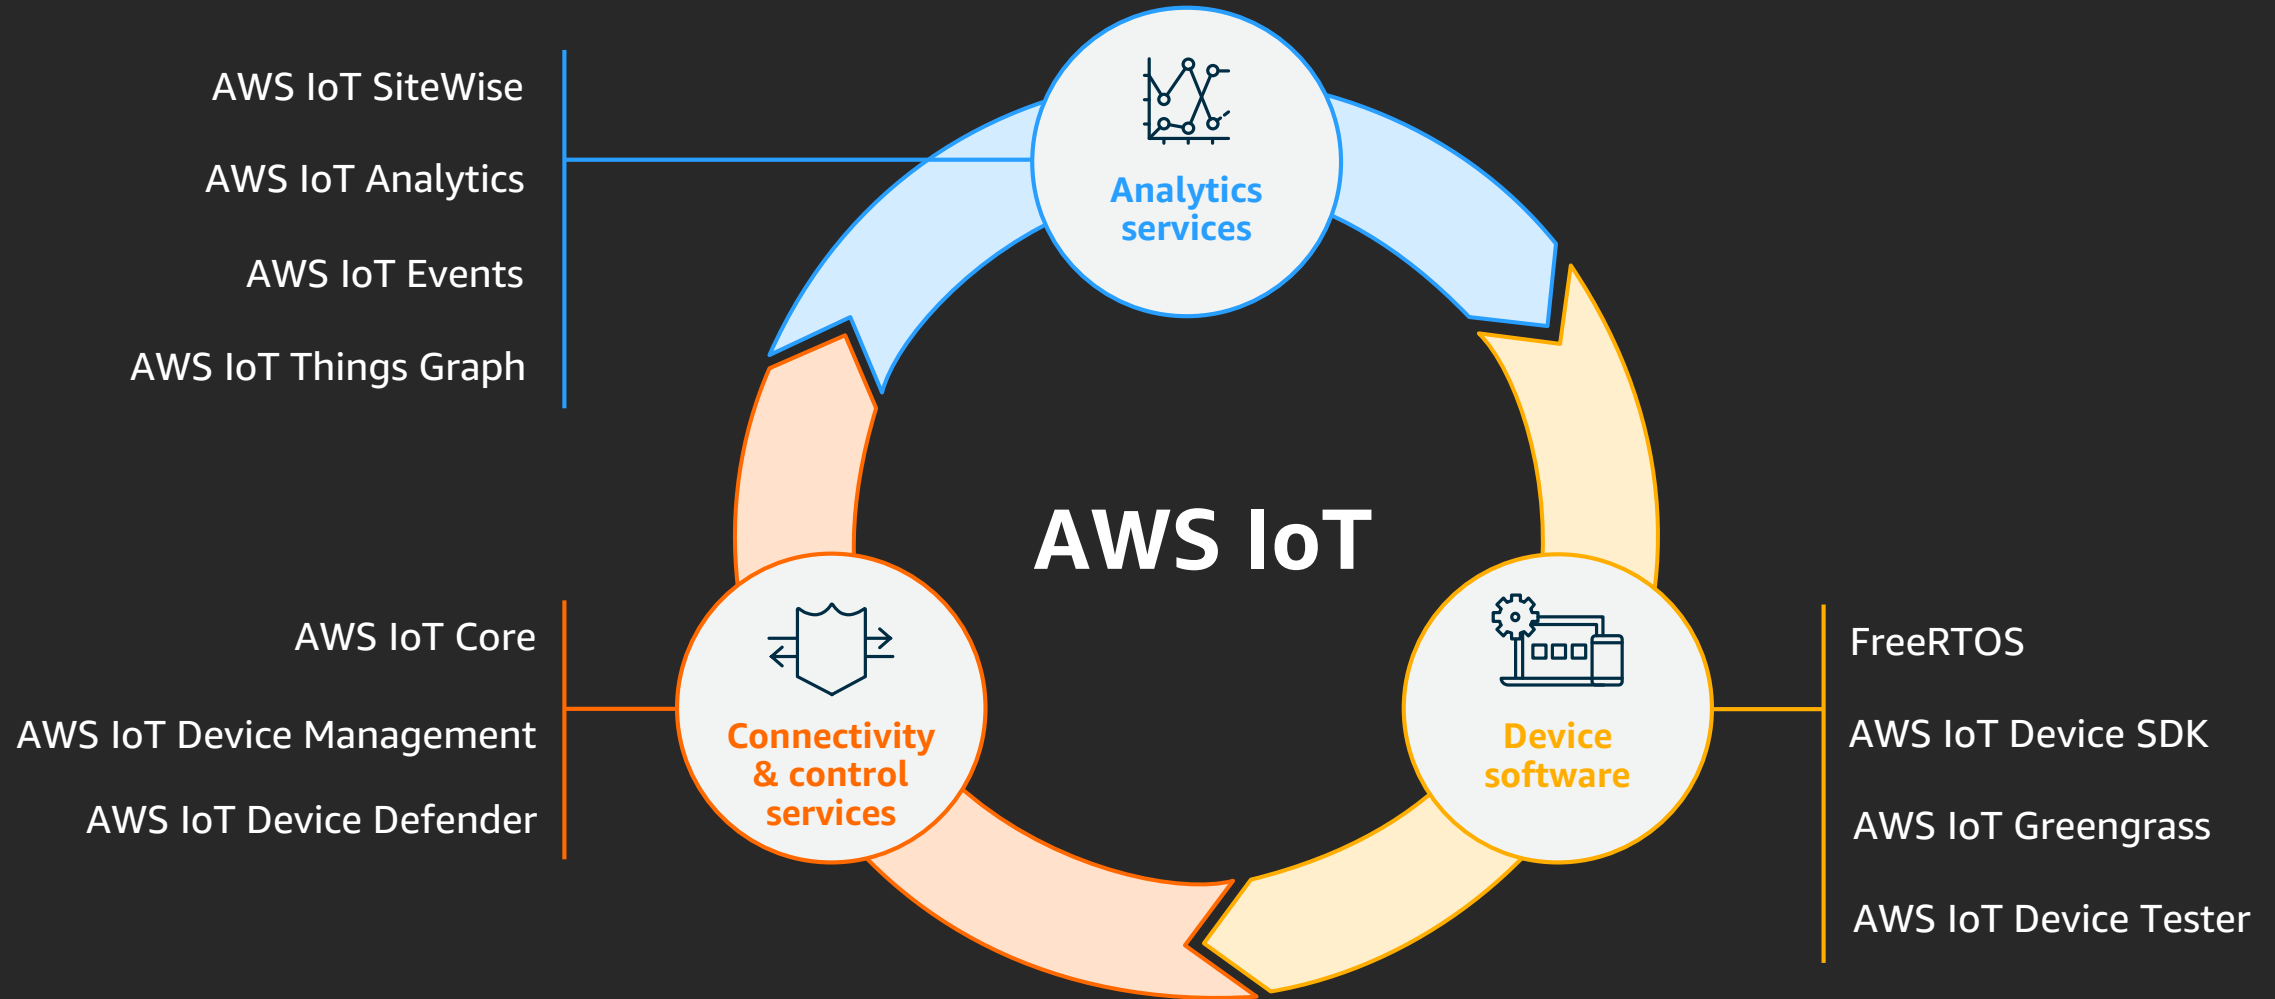 AWS IoT SiteWise
AWS IoT Analytics
AWS IoT Events
AWS IoT Things Graph
Analytics
services
AWS IoT
AWS IoT Core
AWS IoT Device Management
AWS IoT Device Defender
Connectivity
& control
services
Device
software
FreeRTOS
AWS IoT Device SDK
AWS IoT Greengrass
AWS IoT Device Tester